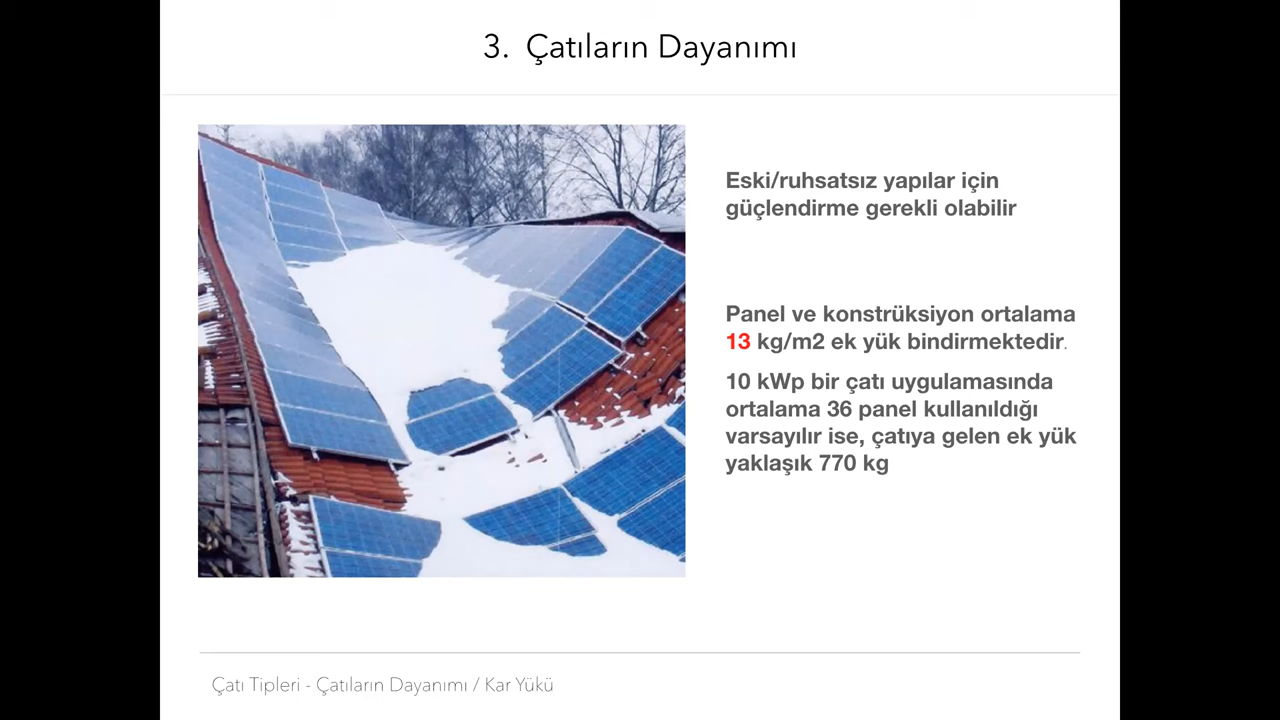 3. Çatıların Dayanımı
Eski/ruhsatsız yapılar için
güçlendirme gerekli olabilir
Panel ve konstrüksiyon ortalama
13 kg/m2 ek yük bindirmektedir.
10 kWp bir çatı uygulamasında
ortalama 36 panel kullanıldığı
varsayılır ise, çatıya gelen ek yük
yaklaşık 770 kg
Çatı Tipleri - Çatıların Dayanımı / Kar Yükü